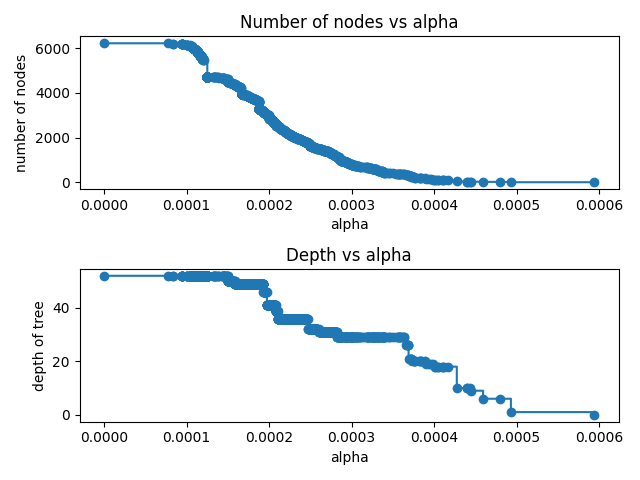 Number of nodes vs alpha
number of nodes
6000
4000
2000
0
0.0000 0.0001 0.0002 0.0003 0.0004 0.0005 0.0006
alpha
Depth vs alpha
depth of tree
40
20
0
0.0000 0.0001 0.0002 0.0003 0.0004 0.0005 0.0006
alpha